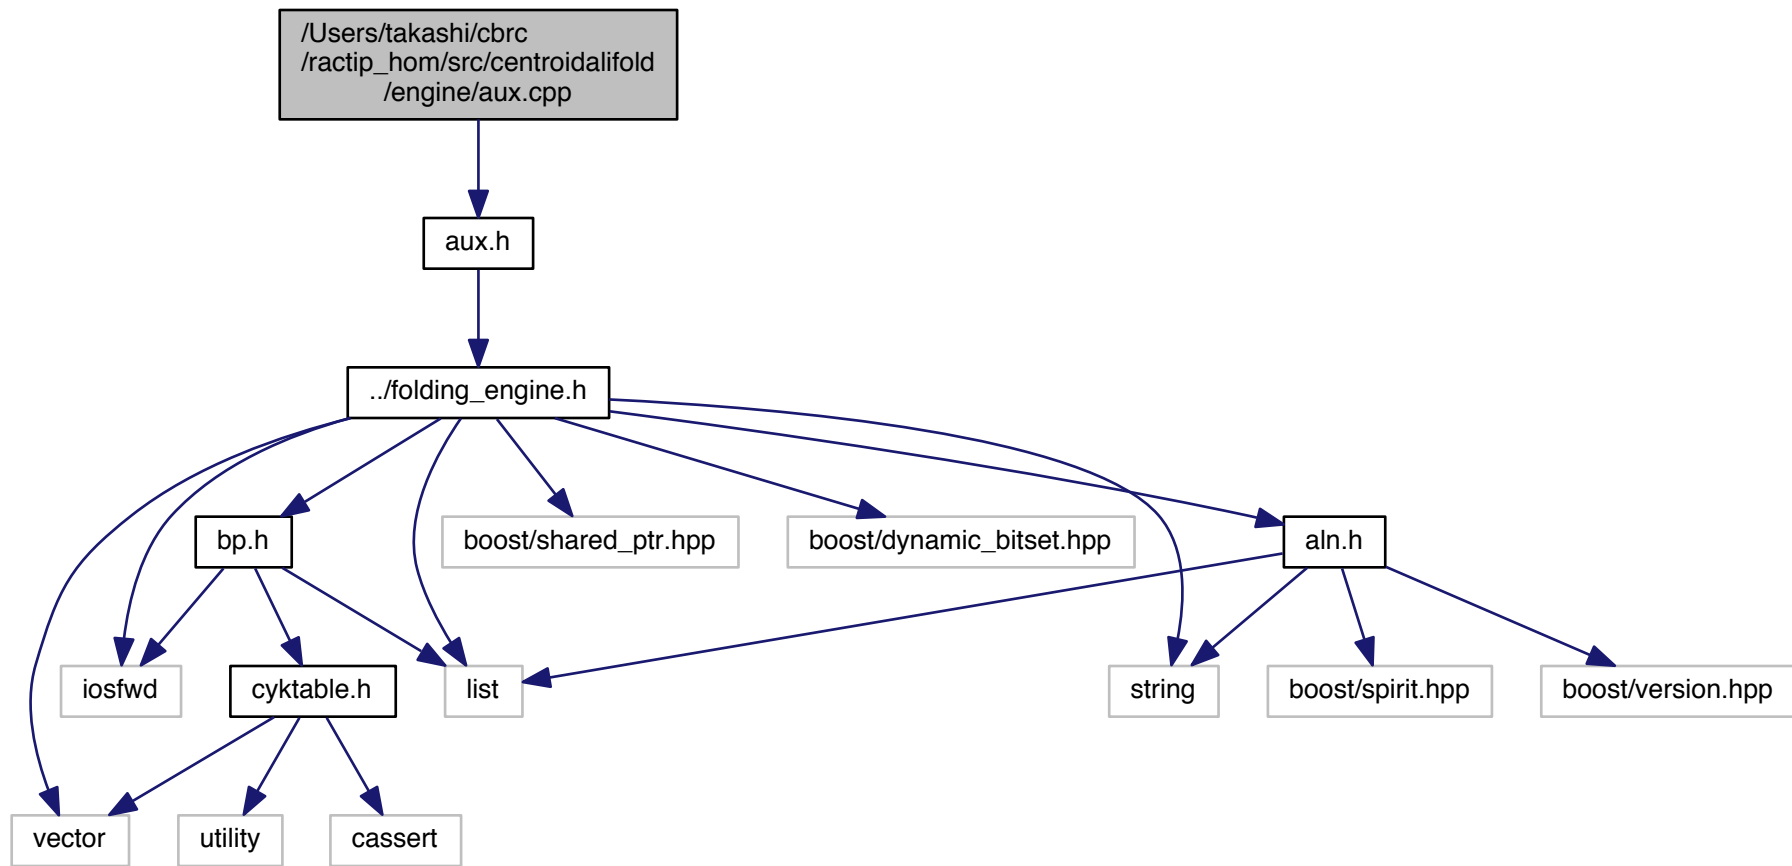 /Users/takashi/cbrc
/ractip_hom/src/centroidalifold
/engine/aux.cpp
aux.h
../folding_engine.h
bp.h
boost/shared_ptr.hpp
boost/dynamic_bitset.hpp
aln.h
iosfwd
cyktable.h
list
string
boost/spirit.hpp
boost/version.hpp
vector
utility
cassert